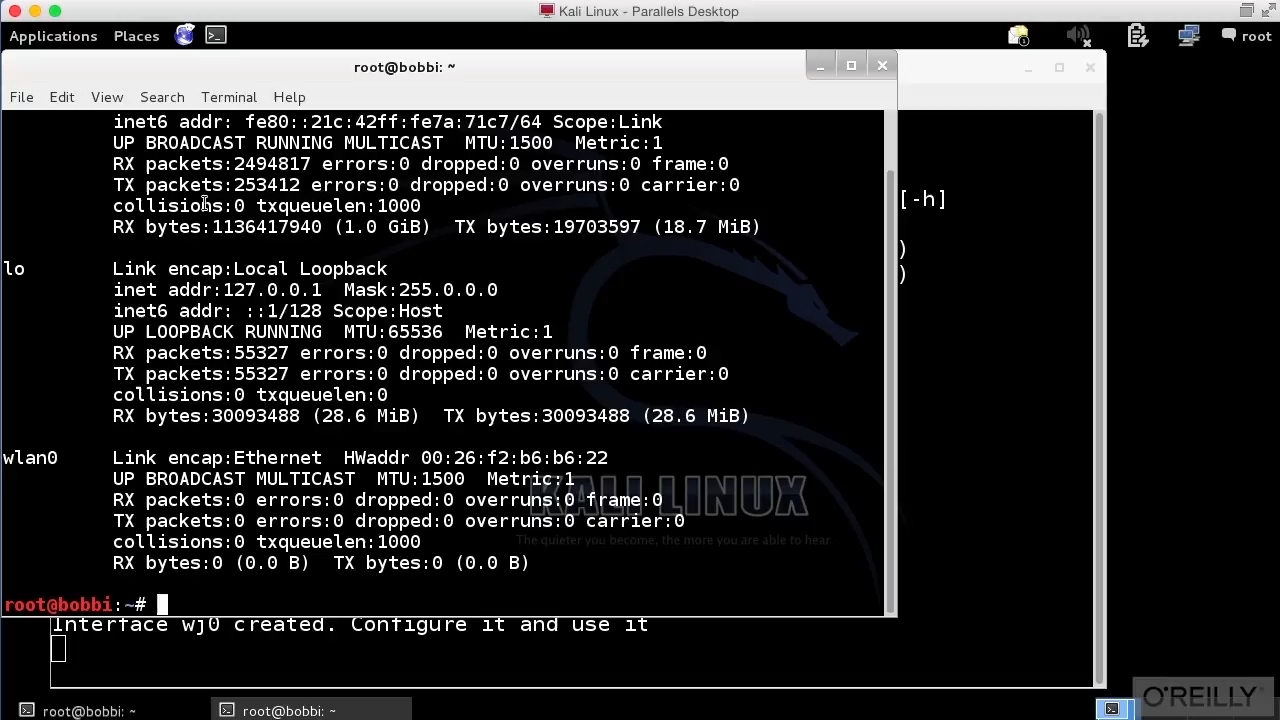 Kali Linux - Parallels Desktop
Applications Places root
root@bobbi: ~
File Edit View Search Terminal Help
inet6 addr: fe80::21c:42ff:fe7a:71c7/64 Scope:Link
UP BROADCAST RUNNING MULTICAST  MTU:1500  Metric:1
RX packets:2494817 errors:0 dropped:0 overruns:0 frame:0
TX packets:253412 errors:0 dropped:0 overruns:0 carrier:0
[-h]
collisions:0 txqueuelen:1000
RX bytes:1136417940 (1.0 GiB)  TX bytes:19703597 (18.7 MiB)
)
lo Link encap:Local Loopback
)
inet addr:127.0.0.1  Mask:255.0.0.0
inet6 addr: ::1/128 Scope:Host
UP LOOPBACK RUNNING  MTU:65536  Metric:1
RX packets:55327 errors:0 dropped:0 overruns:0 frame:0
TX packets:55327 errors:0 dropped:0 overruns:0 carrier:0
collisions:0 txqueuelen:0
RX bytes:30093488 (28.6 MiB)  TX bytes:30093488 (28.6 MiB)
wlan0 Link encap:Ethernet  HWaddr 00:26:f2:b6:b6:22
UP BROADCAST MULTICAST  MTU:1500  Metric:1
RX packets:0 errors:0 dropped:0 overruns:0 frame:0
KALI LINUX
TX packets:0 errors:0 dropped:0 overruns:0 carrier:0
collisions:0 txqueuelen:1000
The quieter you become, the more you are able to hear
RX bytes:0 (0.0 B)  TX bytes:0 (0.0 B)
root@bobbi:~#
Interface wj0 created. Configure it and use it
O'REILLY
root@bobbi: ~
root@bobbi: ~